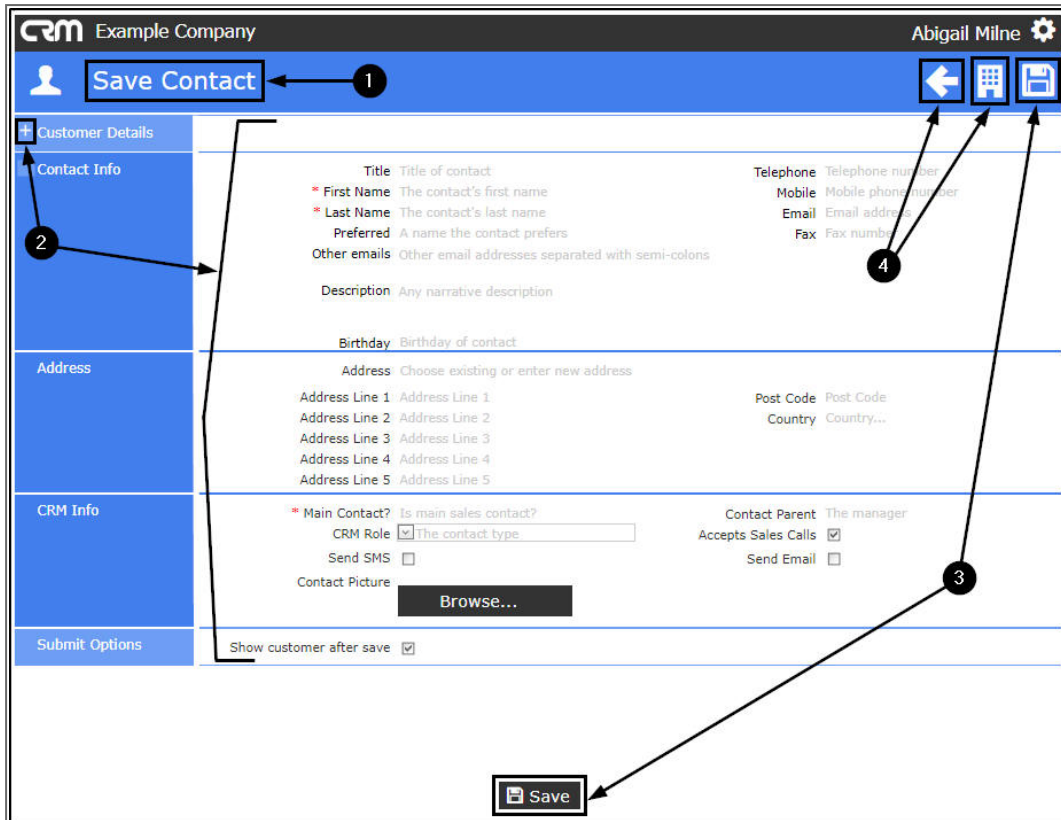 CRM Example Company
Abigail Milne
Save Contact
1
+ Customer Details
Contact Info
Title Title of contact
Telephone Telephone number
* First Name The contact's first name
Mobile Mobile phone number
* Last Name The contact's last name
Email Email address
Preferred A name the contact prefers
Fax Fax number
2
Other emails Other email addresses separated with semi-colons
4
Description Any narrative description
Birthday Birthday of contact
Address
Address Choose existing or enter new address
Address Line 1 Address Line 1
Post Code Post Code
Address Line 2 Address Line 2
Country Country...
Address Line 3 Address Line 3
Address Line 4 Address Line 4
Address Line 5 Address Line 5
CRM Info
* Main Contact? Is main sales contact?
Contact Parent The manager
CRM Role The contact type
Accepts Sales Calls
Send SMS
Send Email
3
Contact Picture
Browse...
Submit Options
Show customer after save
Save